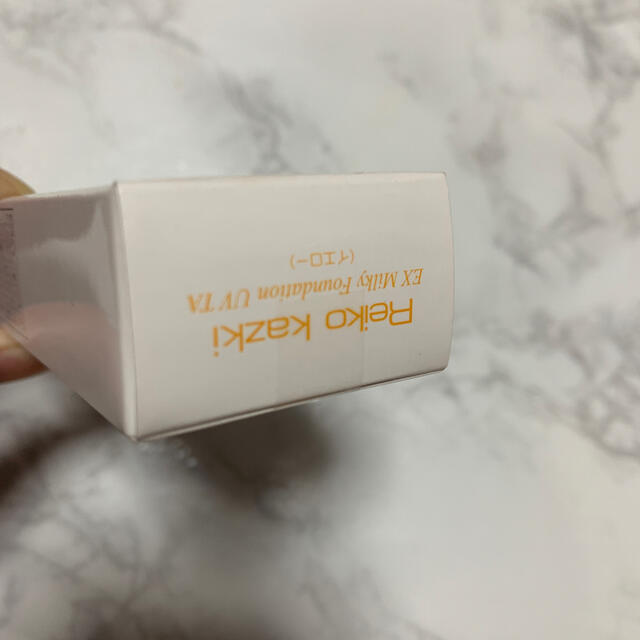 Reiko kazki
EX Milky Foundation UV TA
(イエロー)